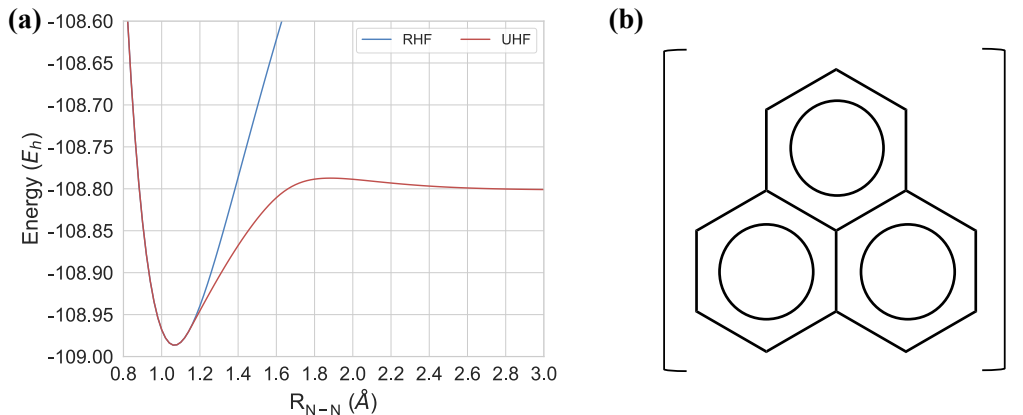 (a)
(b)
RHF
UHF
-108.60
-108.65
-108.70
-108.75
-108.80
-108.85
-108.90
-108.95
-109.00
Energy (E_h)
0.8 1.0 1.2 1.4 1.6 1.8 2.0 2.2 2.4 2.6 2.8 3.0
R_{N-N} (Å)